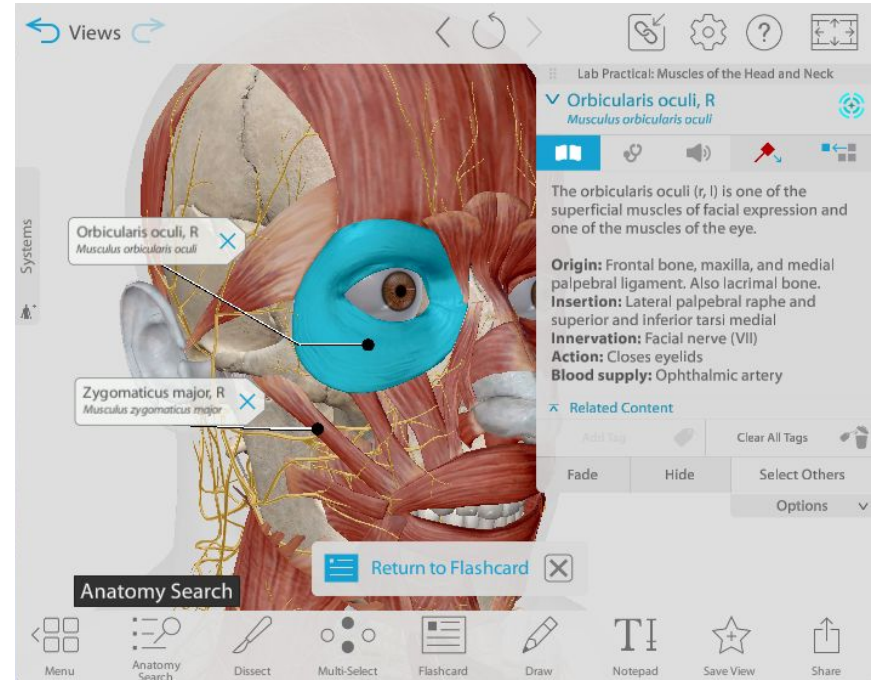 Views
Lab Practical: Muscles of the Head and Neck
Orbicularis oculi, R
Musculus orbicularis oculi
The orbicularis oculi (r, l) is one of the
superficial muscles of facial expression and
one of the muscles of the eye.
Origin: Frontal bone, maxilla, and medial
palpebral ligament. Also lacrimal bone.
Insertion: Lateral palpebral raphe and
superior and inferior tarsi medial
Innervation: Facial nerve (VII)
Action: Closes eyelids
Blood supply: Ophthalmic artery
Related Content
Add Tag
Clear All Tags
Fade
Hide
Select Others
Options
Systems
Orbicularis oculi, R
Musculus orbicularis oculi
Zygomaticus major, R
Musculus zygomaticus major
Return to Flashcard
Anatomy Search
Menu
Anatomy
Search
Dissect
Multi-Select
Flashcard
Draw
Notepad
Save View
Share